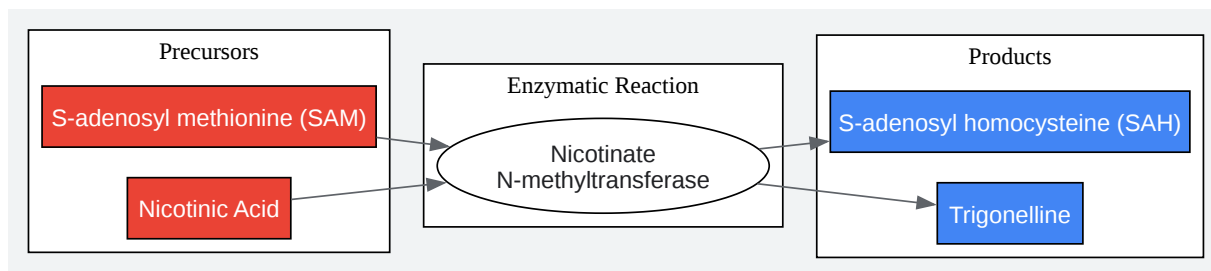 Precursors
S-adenosyl methionine (SAM)
Nicotinic Acid
Enzymatic Reaction
Nicotinate
N-methyltransferase
Products
S-adenosyl homocysteine (SAH)
Trigonelline